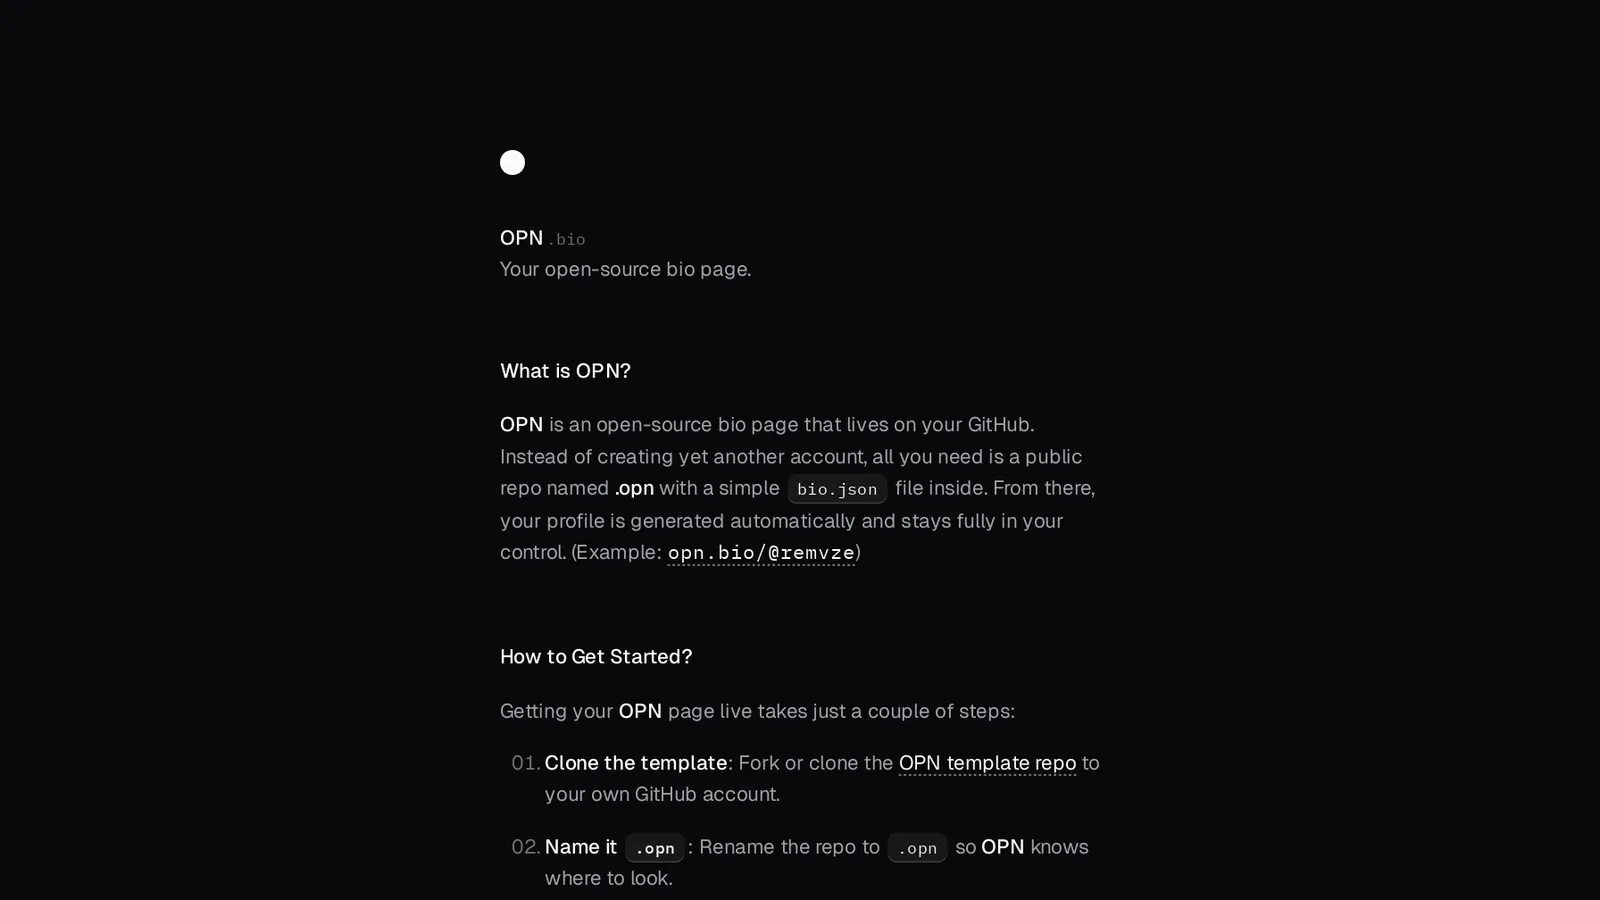 OPN .bio
Your open-source bio page.
What is OPN?
OPN is an open-source bio page that lives on your GitHub.
Instead of creating yet another account, all you need is a public
repo named .opn with a simple bio.json file inside. From there,
your profile is generated automatically and stays fully in your
control. (Example: opn.bio/@remvze)
How to Get Started?
Getting your OPN page live takes just a couple of steps:
01. Clone the template: Fork or clone the OPN template repo to
your own GitHub account.
02. Name it .opn : Rename the repo to .opn so OPN knows
where to look.